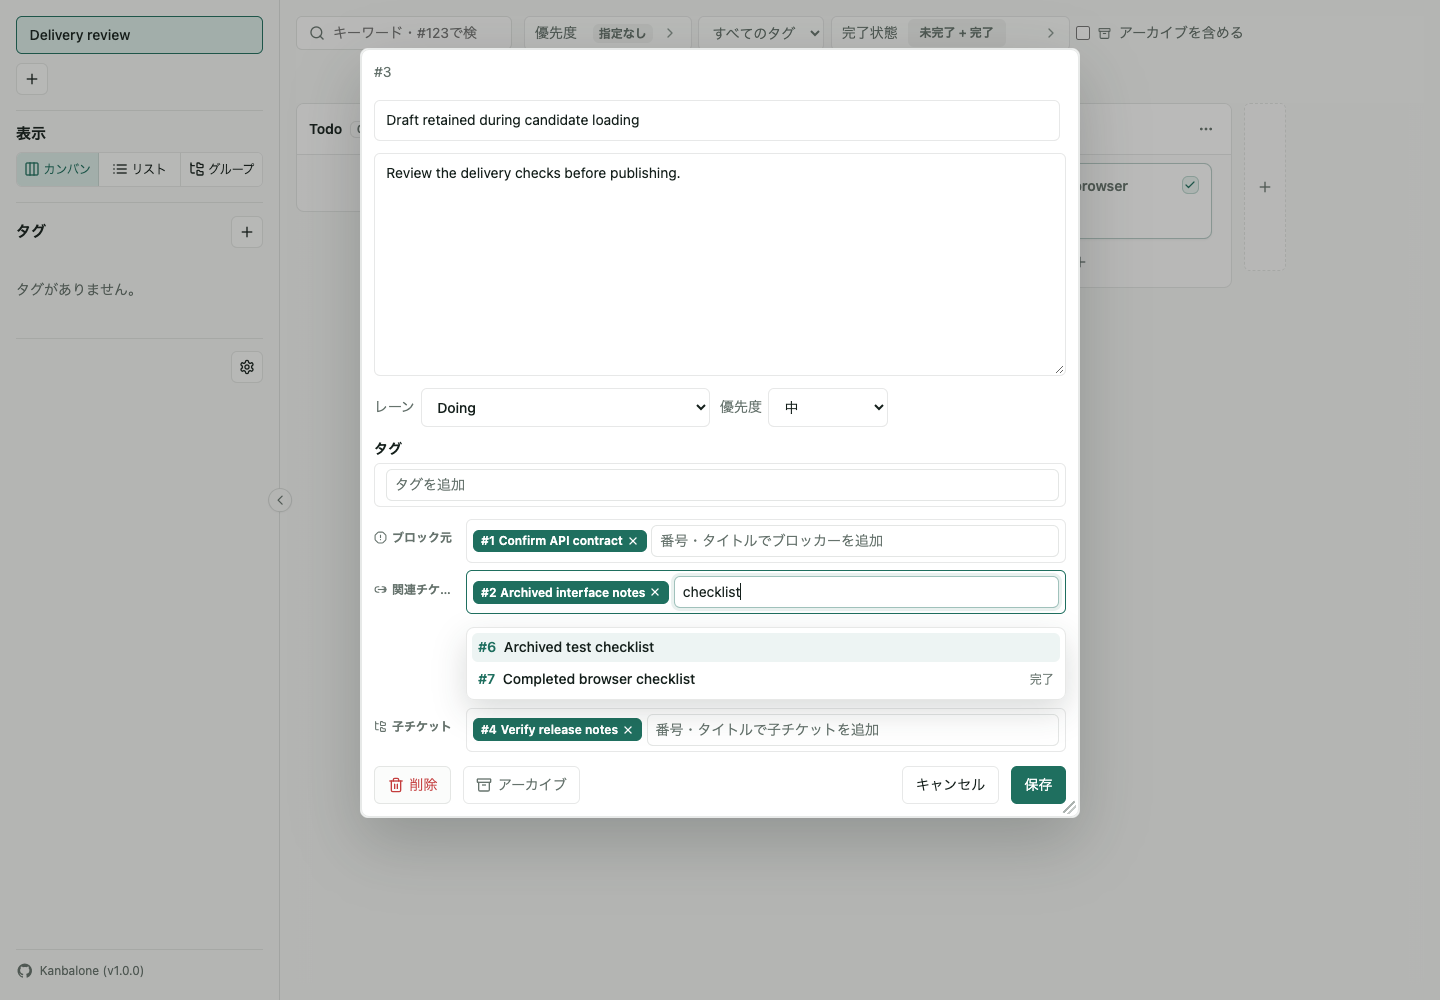 Delivery review
表示
カンバン
リスト
グループ
タグ
タグがありません。
Kanbalone (v1.0.0)
キーワード・#123で検
優先度 指定なし
すべてのタグ
完了状態 未完了 + 完了
アーカイブを含める
Todo
rowser
#3
Draft retained during candidate loading
Review the delivery checks before publishing.
レーン Doing 優先度 中
タグ
タグを追加
ブロック元 #1 Confirm API contract × 番号・タイトルでブロッカーを追加
関連チケ... #2 Archived interface notes × checklist
#6 Archived test checklist
#7 Completed browser checklist 完了
子チケット #4 Verify release notes × 番号・タイトルで子チケットを追加
削除 アーカイブ キャンセル 保存